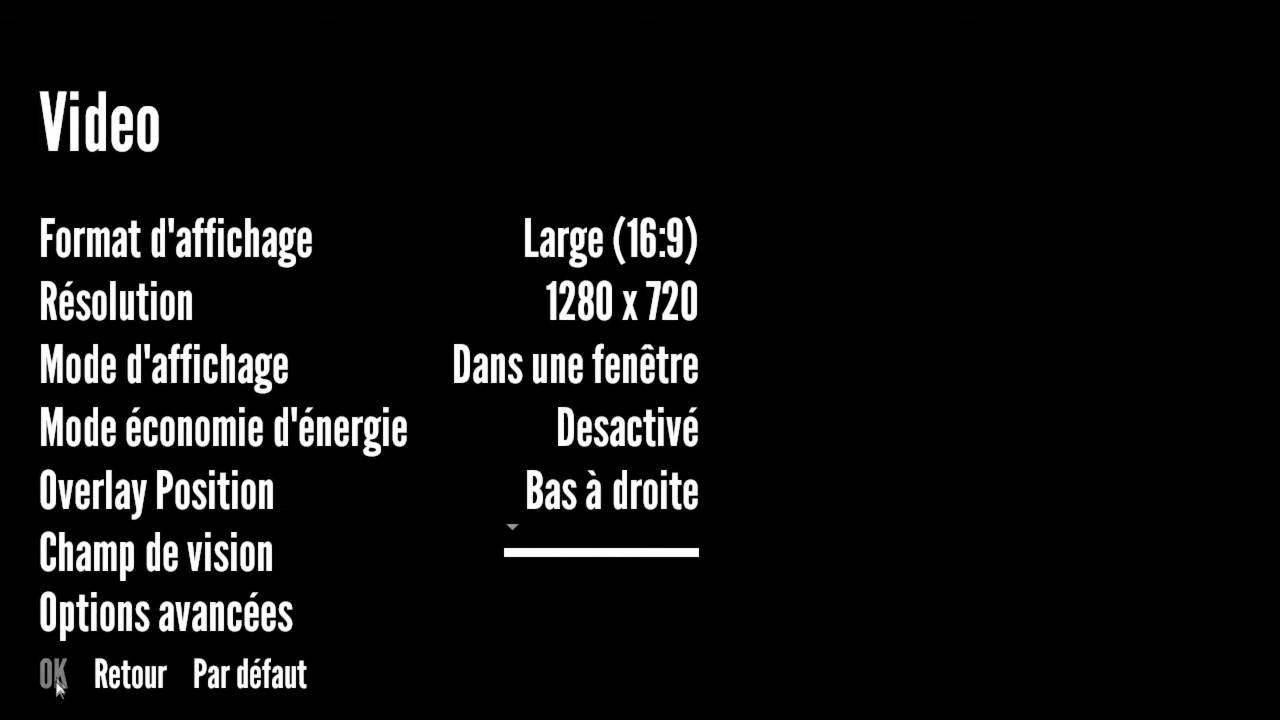 Video
Format d'affichage Large (16:9)
Résolution 1280 x 720
Mode d'affichage Dans une fenêtre
Mode économie d'énergie Desactivé
Overlay Position Bas à droite
Champ de vision
Options avancées
OK Retour Par défaut